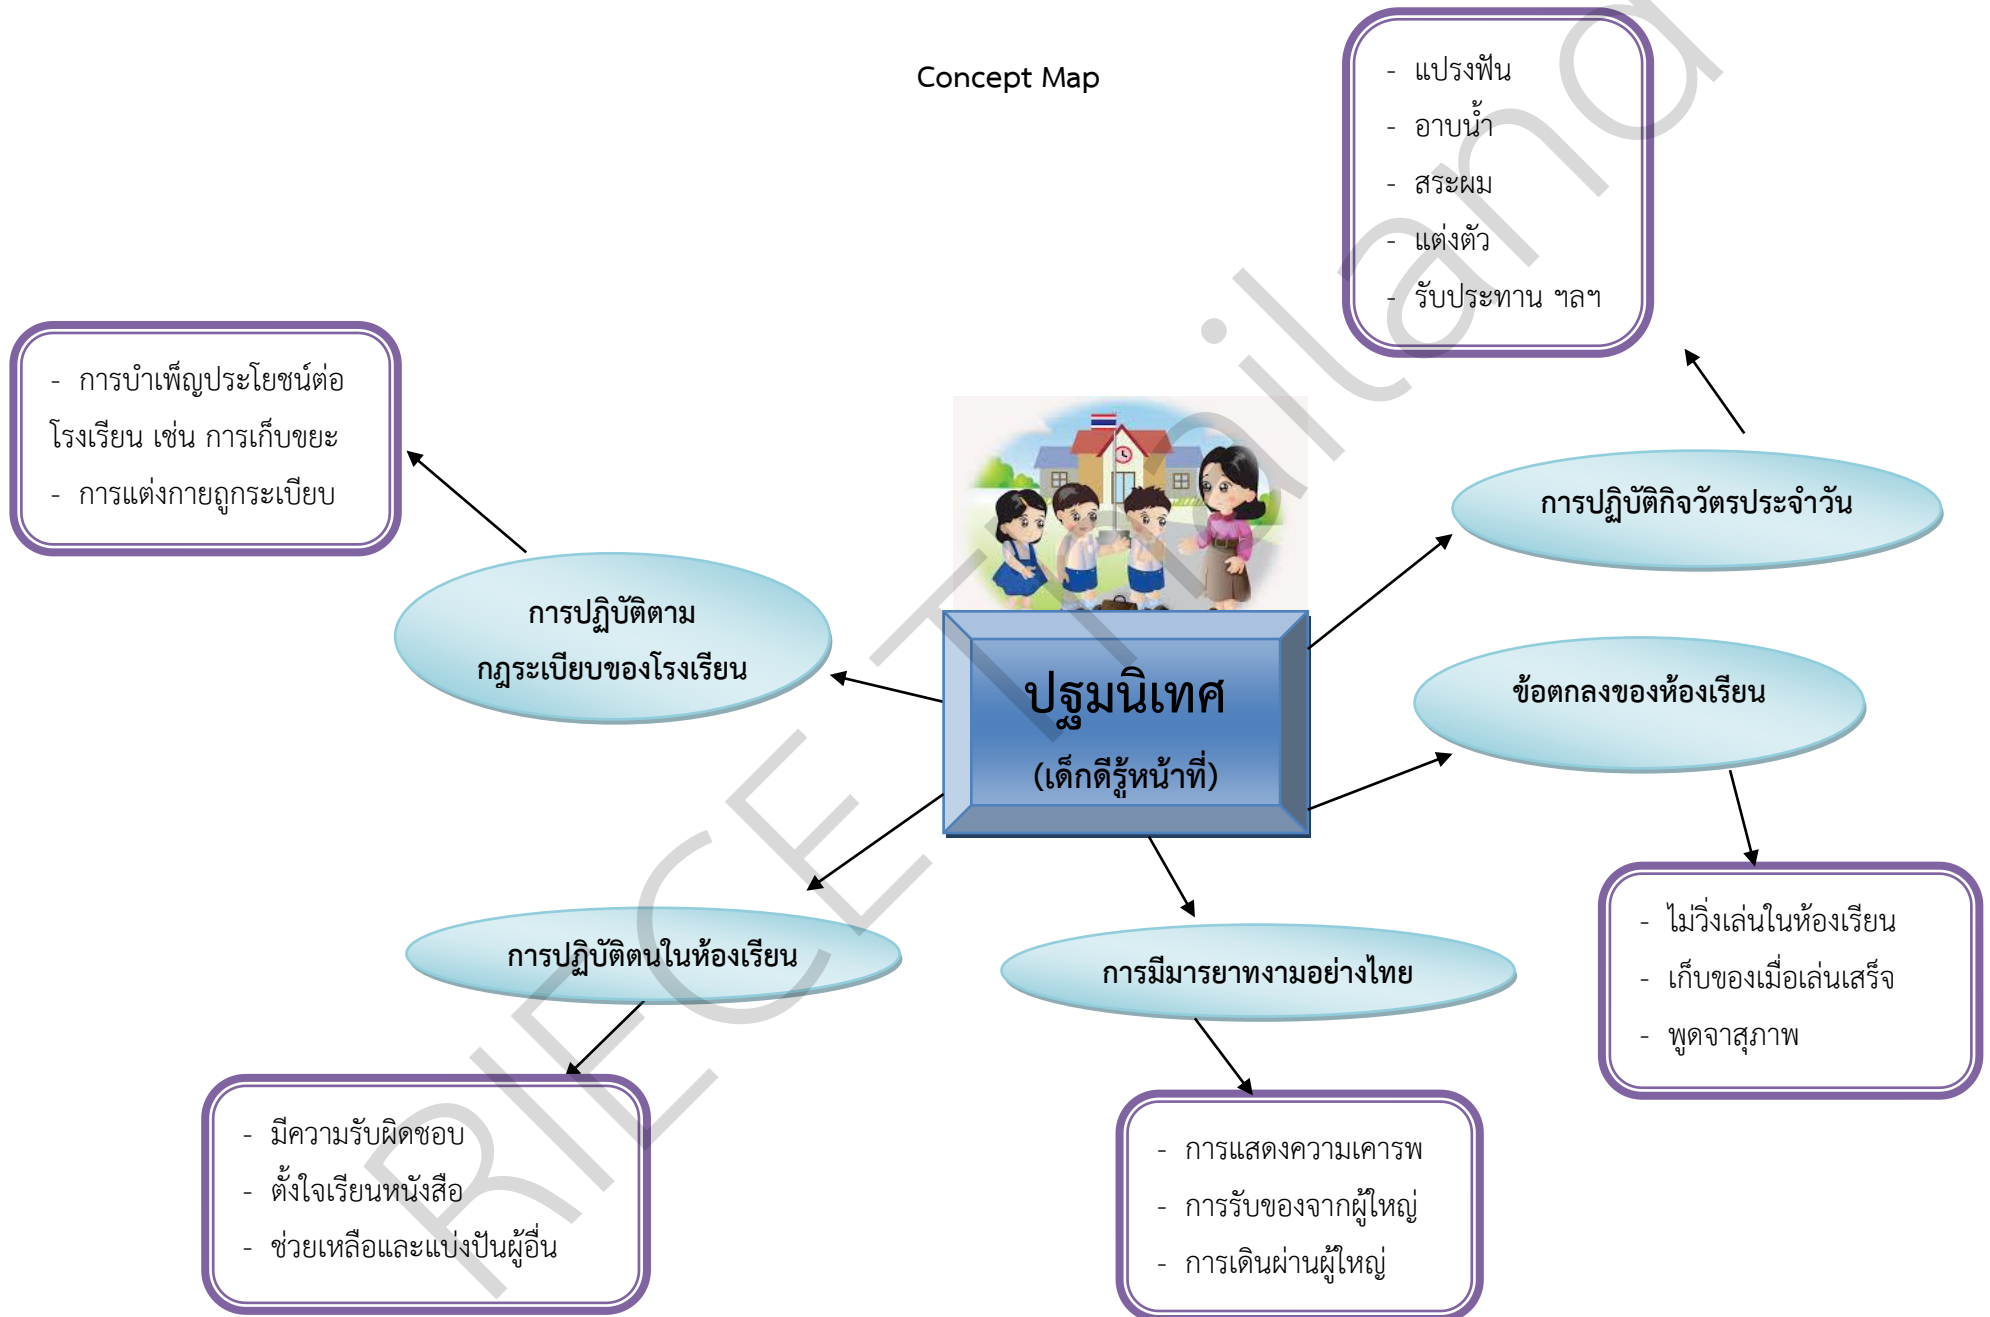 Concept Map
- แปรงฟัน
- อาบน้ำ
- สระผม
- แต่งตัว
- รับประทาน ฯลฯ
- การบำเพ็ญประโยชน์ต่อ
โรงเรียน เช่น การเก็บขยะ
- การแต่งกายถูกระเบียบ
การปฏิบัติกิจวัตรประจำวัน
การปฏิบัติตาม
กฎระเบียบของโรงเรียน
ปฐมนิเทศ
(เด็กดีรู้หน้าที่)
ข้อตกลงของห้องเรียน
- ไม่วิ่งเล่นในห้องเรียน
- เก็บของเมื่อเล่นเสร็จ
- พูดจาสุภาพ
การปฏิบัติตนในห้องเรียน
การมีมารยาทงามอย่างไทย
- มีความรับผิดชอบ
- ตั้งใจเรียนหนังสือ
- ช่วยเหลือและแบ่งปันผู้อื่น
- การแสดงความเคารพ
- การรับของจากผู้ใหญ่
- การเดินผ่านผู้ใหญ่
RIECE Thailand